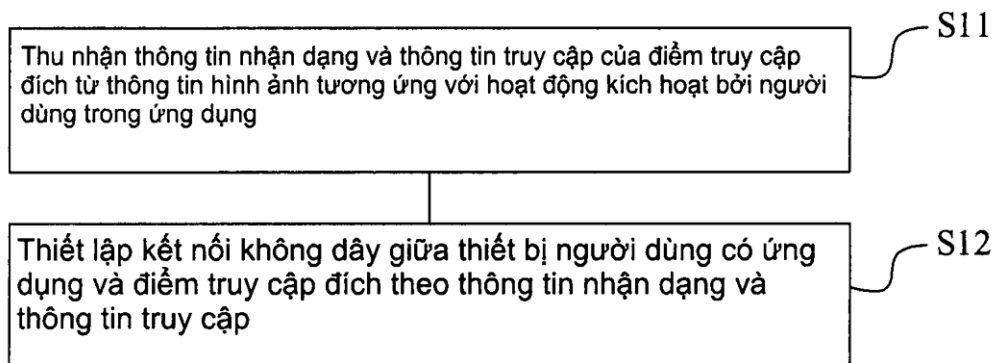 S11
Thu nhận thông tin nhận dạng và thông tin truy cập của điểm truy cập
đích từ thông tin hình ảnh tương ứng với hoạt động kích hoạt bởi người
dùng trong ứng dụng
S12
Thiết lập kết nối không dây giữa thiết bị người dùng có ứng
dụng và điểm truy cập đích theo thông tin nhận dạng và
thông tin truy cập